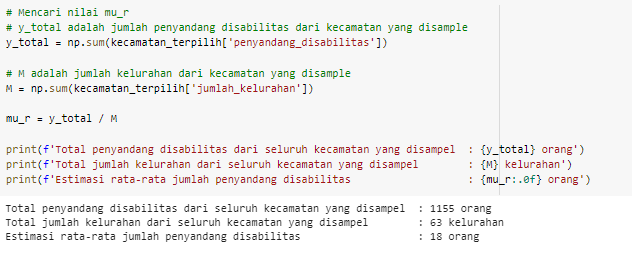 # Mencari nilai mu_r
# y_total adalah jumlah penyandang disabilitas dari kecamatan yang disample
y_total = np.sum(kecamatan_terpilih['penyandang_disabilitas'])
# M adalah jumlah kelurahan dari kecamatan yang disample
M = np.sum(kecamatan_terpilih['jumlah_kelurahan'])
mu_r = y_total / M
print(f'Total penyandang disabilitas dari seluruh kecamatan yang disampel  : {y_total} orang')
print(f'Total jumlah kelurahan dari seluruh kecamatan yang disampel        : {M} kelurahan')
print(f'Estimasi rata-rata jumlah penyandang disabilitas                   : {mu_r:.0f} orang')
Total penyandang disabilitas dari seluruh kecamatan yang disampel  : 1155 orang
Total jumlah kelurahan dari seluruh kecamatan yang disampel        : 63 kelurahan
Estimasi rata-rata jumlah penyandang disabilitas                   : 18 orang